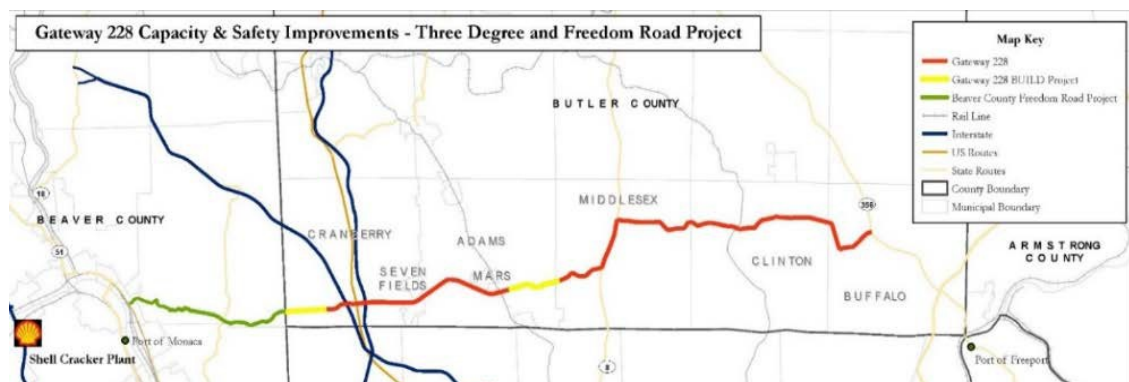 Gateway 228 Capacity & Safety Improvements - Three Degree and Freedom Road Project
Map Key
Gateway 228
Gateway 228 BUILD Project
Beaver County Freedom Road Project
Rail Line
Interstate
US Routes
State Routes
County Boundary
Municipal Boundary
BUTLER COUNTY
18
BEAVER COUNTY
51
CRANBERRY
SEVEN
FIELDS
ADAMS
MARS
MIDDLESEX
CLINTON
356
BUFFALO
ARMSTRONG
COUNTY
Port of Monaca
Shell Cracker Plant
8
Port of Freeport